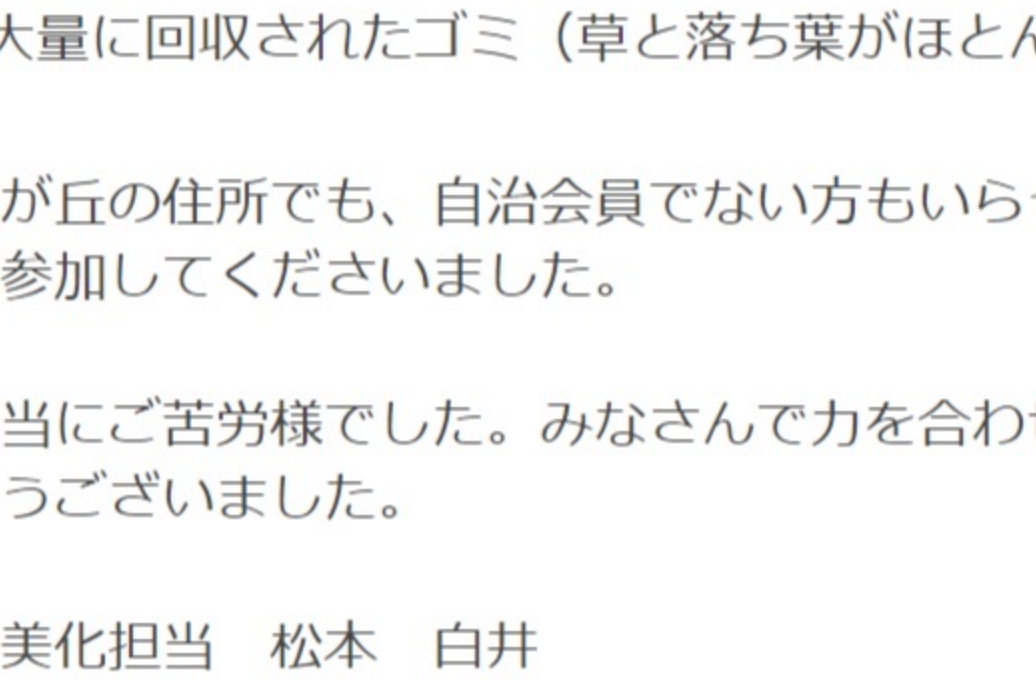 大量に回収されたゴミ（草と落ち葉がほとん
が丘の住所でも、自治会員でない方もいら
参加してくださいました。
当にご苦労様でした。みなさんで力を合わせ
うございました。
美化担当　松本　白井